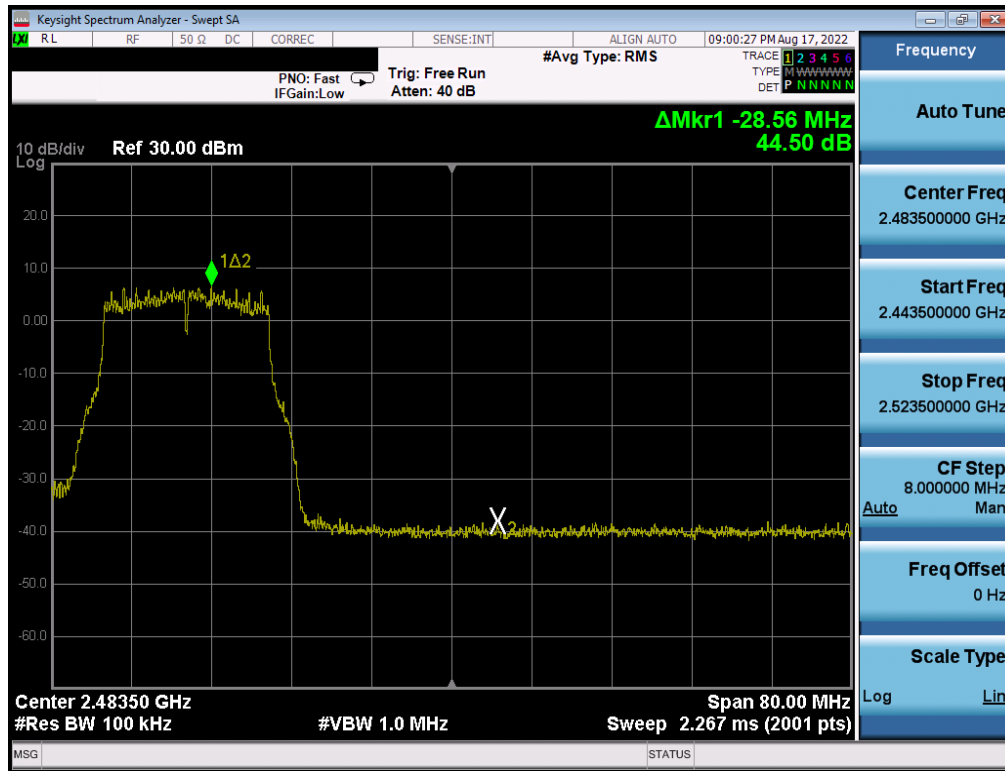 Keysight Spectrum Analyzer - Swept SA
LXI RL RF 50 Ω DC CORREC SENSE:INT ALIGN AUTO 09:00:27 PM Aug 17, 2022
#Avg Type: RMS
TRACE 1 2 3 4 5 6
TYPE M WWWWW
DET P N N N N N
PNO: Fast
IFGain:Low
Trig: Free Run
Atten: 40 dB
ΔMkr1 -28.56 MHz
44.50 dB
10 dB/div
Log
Ref 30.00 dBm
20.0
10.0
0.00
-10.0
-20.0
-30.0
-40.0
-50.0
-60.0
1Δ2
X2
Center 2.48350 GHz
#Res BW 100 kHz
#VBW 1.0 MHz
Span 80.00 MHz
Sweep 2.267 ms (2001 pts)
MSG
STATUS
Frequency
Auto Tune
Center Freq
2.483500000 GHz
Start Freq
2.443500000 GHz
Stop Freq
2.523500000 GHz
CF Step
8.000000 MHz
Auto Man
Freq Offset
0 Hz
Scale Type
Log Lin